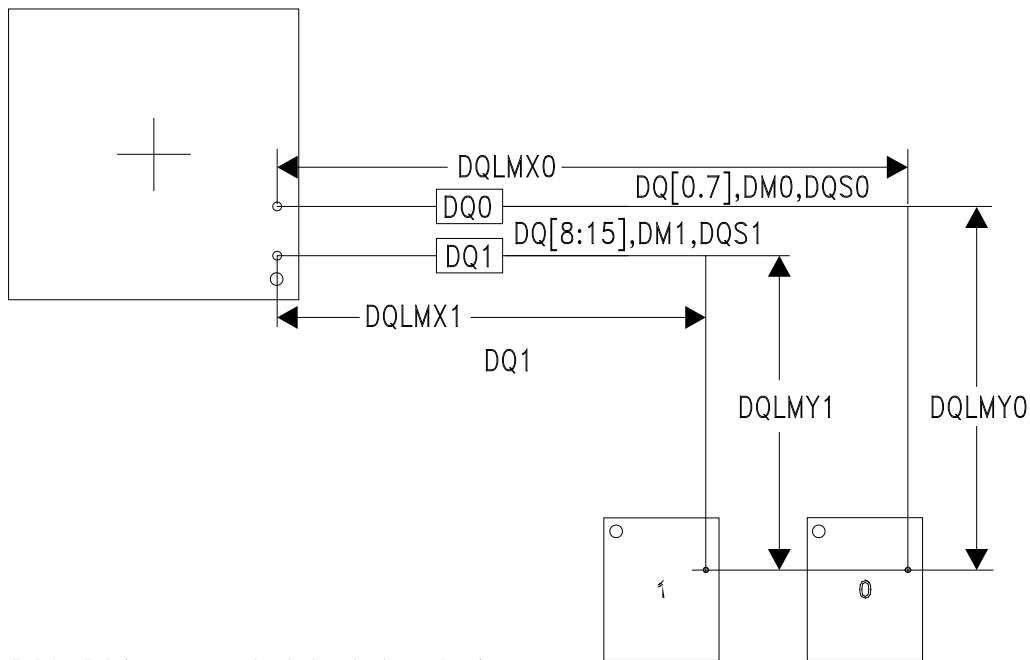 DQLMX0
DQ[0.7],DM0,DQS0
DQ0
DQ[8:15],DM1,DQS1
DQ1
DQLMX1
DQ1
DQLMY1
DQLMY0
1
0